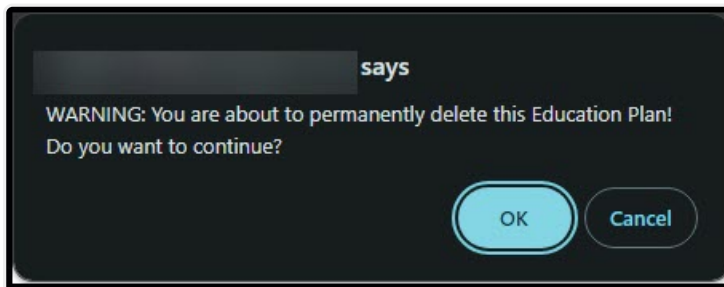 says
WARNING: You are about to permanently delete this Education Plan!
Do you want to continue?
OK
Cancel